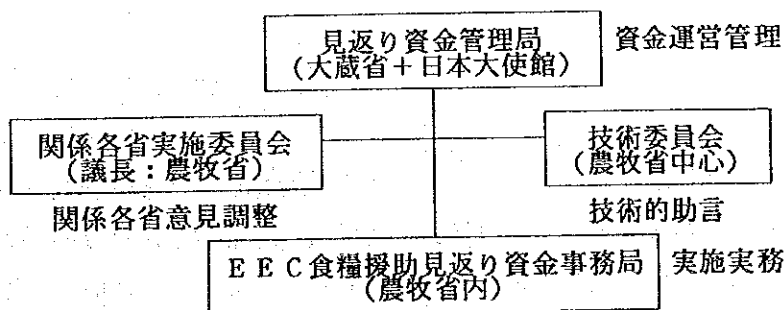 見返り資金管理局 資金運営管理
(大蔵省+日本大使館)
関係各省実施委員会 技術委員会
(議長:農牧省) (農牧省中心)
関係各省意見調整 技術的助言
EEC食糧援助見返り資金事務局 実施実務
(農牧省内)